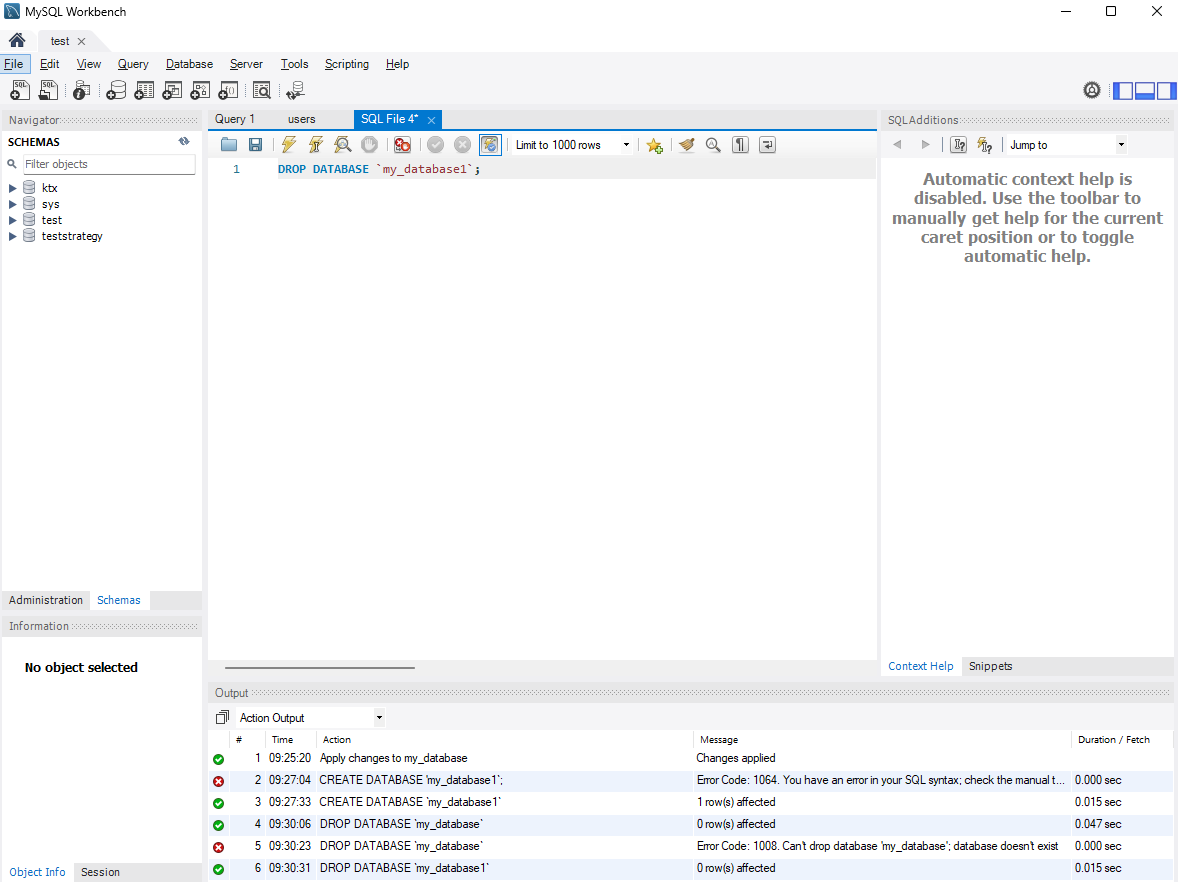 MySQL Workbench
test
File Edit View Query Database Server Tools Scripting Help
Navigator
SCHEMAS
Filter objects
ktx
sys
test
teststrategy
Administration Schemas
Information
No object selected
Object Info Session
Query 1 users SQL File 4*
Limit to 1000 rows
1 DROP DATABASE `my_database1`;
SQLAdditions
Jump to
Automatic context help is
disabled. Use the toolbar to
manually get help for the current
caret position or to toggle
automatic help.
Context Help Snippets
Output
Action Output
# Time Action Message Duration / Fetch
1 09:25:20 Apply changes to my_database Changes applied
2 09:27:04 CREATE DATABASE 'my_database1'; Error Code: 1064. You have an error in your SQL syntax; check the manual t... 0.000 sec
3 09:27:33 CREATE DATABASE `my_database1` 1 row(s) affected 0.015 sec
4 09:30:06 DROP DATABASE `my_database` 0 row(s) affected 0.047 sec
5 09:30:23 DROP DATABASE `my_database` Error Code: 1008. Can't drop database 'my_database'; database doesn't exist 0.000 sec
6 09:30:31 DROP DATABASE `my_database1` 0 row(s) affected 0.015 sec